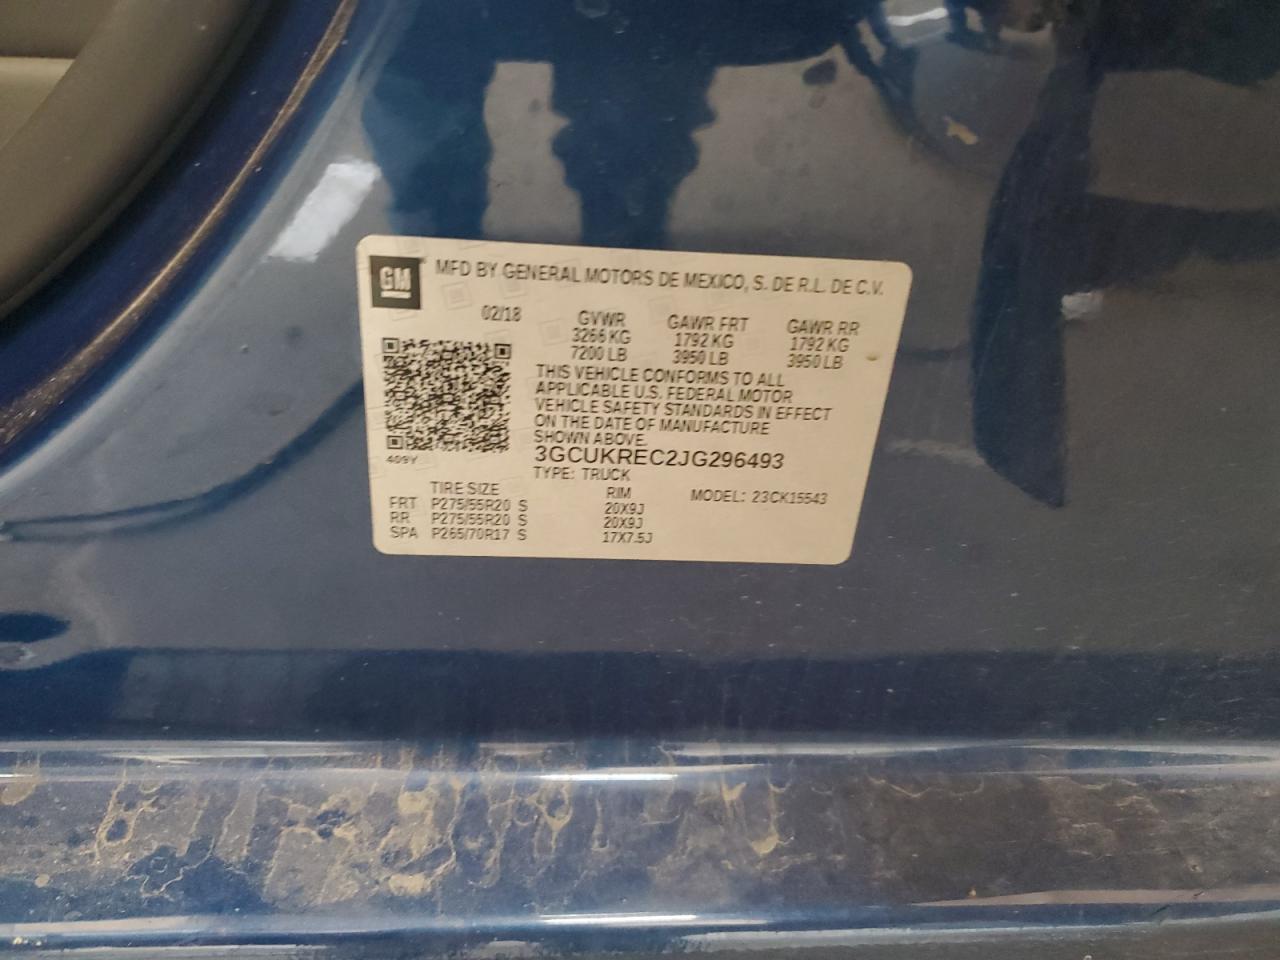 GM
MFD BY GENERAL MOTORS DE MEXICO, S. DE R.L. DE C.V.
02/18
GVWR GAWR FRT GAWR RR
3266 KG 1792 KG 1792 KG
7200 LB 3950 LB 3950 LB
THIS VEHICLE CONFORMS TO ALL
APPLICABLE U.S. FEDERAL MOTOR
VEHICLE SAFETY STANDARDS IN EFFECT
ON THE DATE OF MANUFACTURE
SHOWN ABOVE.
409Y
3GCUKREC2JG296493
TYPE: TRUCK
TIRE SIZE RIM MODEL: 23CK15543
FRT P275/55R20 S 20X9J
RR P275/55R20 S 20X9J
SPA P265/70R17 S 17X7.5J